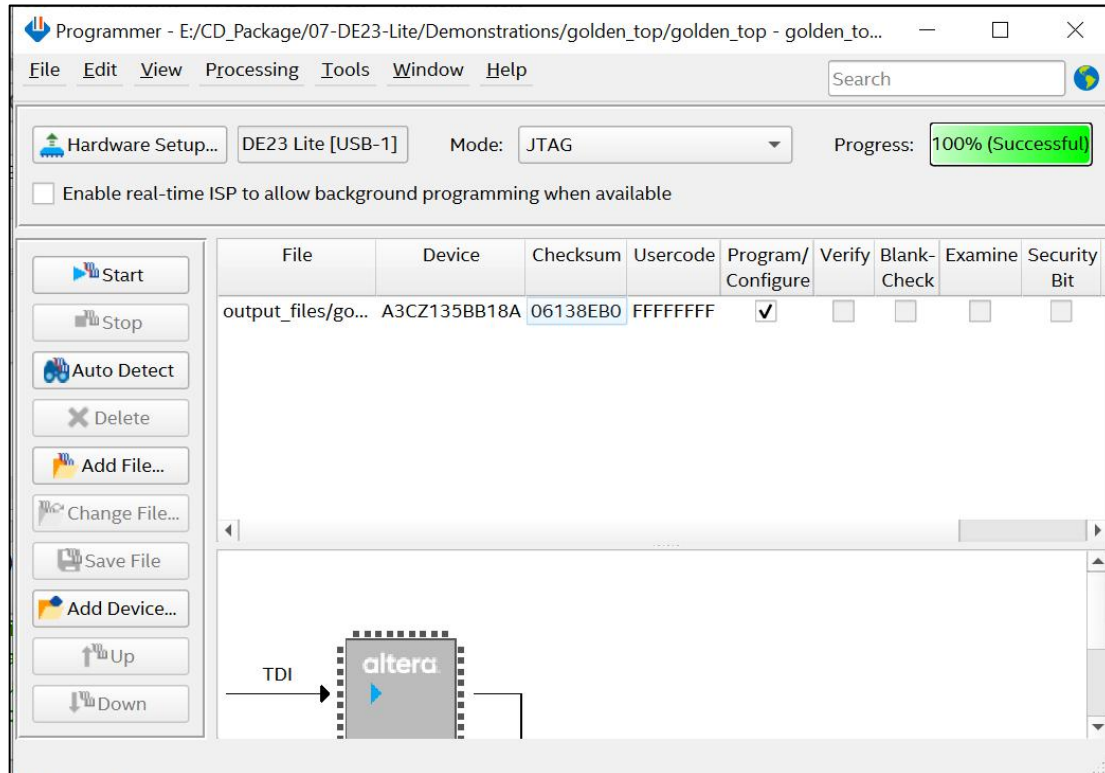 Programmer - E:/CD_Package/07-DE23-Lite/Demonstrations/golden_top/golden_top - golden_to...
File Edit View Processing Tools Window Help
Search
Hardware Setup... DE23 Lite [USB-1] Mode: JTAG Progress: 100% (Successful)
Enable real-time ISP to allow background programming when available
File Device Checksum Usercode Program/ Configure Verify Blank- Check Examine Security Bit
output_files/go... A3CZ135BB18A 06138EB0 FFFFFFFF
Start
Stop
Auto Detect
Delete
Add File...
Change File...
Save File
Add Device...
Up
Down
TDI
altera